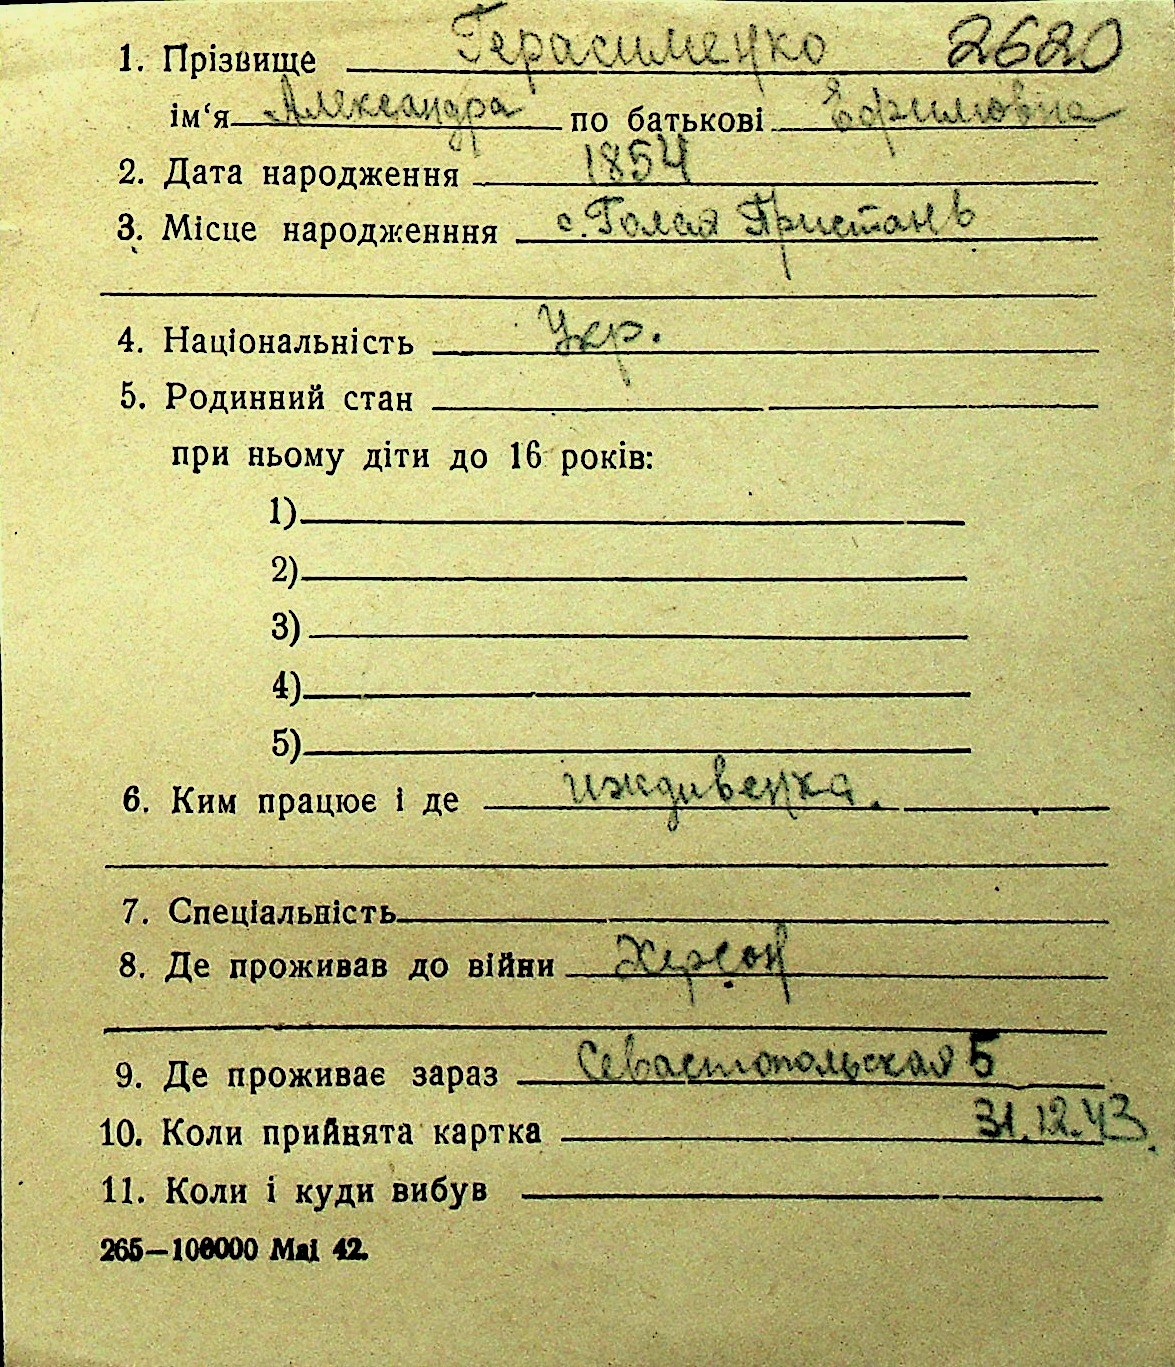 1. Прізвище Герасименко 2620
ім‘я Александра по батькові Ефимовна
2. Дата народження 1854
3. Місце народженння с. Голая Пристань
4. Національність Укр.
5. Родинний стан
при ньому діти до 16 років:
1)
2)
3)
4)
5)
6. Ким працює і де иждивенка.
7. Спеціальність
8. Де проживав до війни Херсон
9. Де проживає зараз Севастопольская 5
10. Коли прийнята картка 31.12.43.
11. Коли і куди вибув
265—100000 Маі 42.